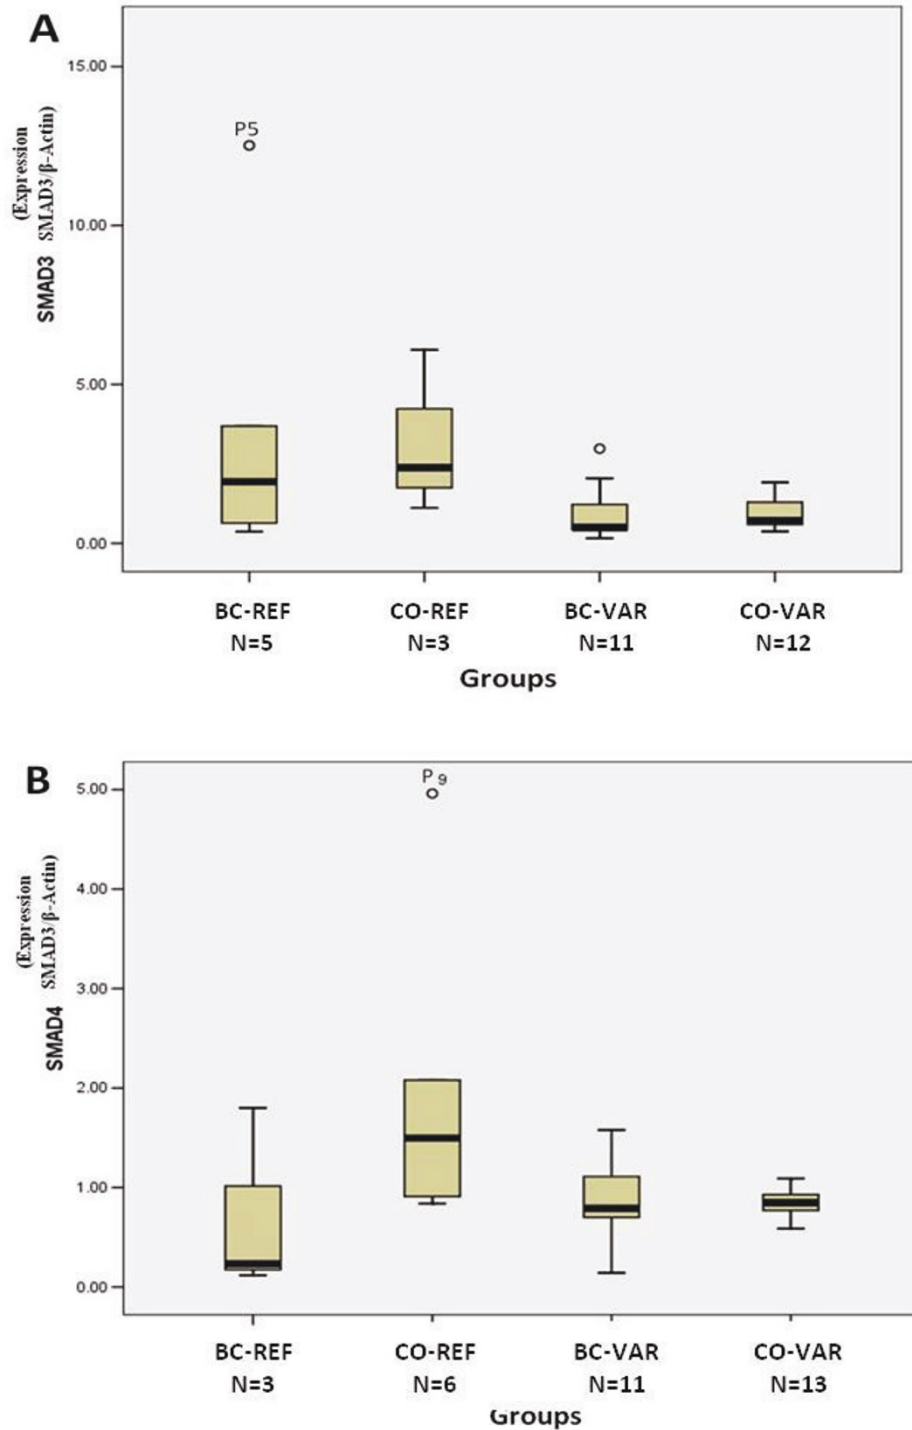 A
15.00
P5
(Expression
SMAD3/β-Actin)
10.00
SMAD3
5.00
0.00
BC-REF CO-REF BC-VAR CO-VAR
N=5 N=3 N=11 N=12
Groups
B
P 9
5.00
4.00
(Expression
SMAD3/β-Actin)
3.00
SMAD4
2.00
1.00
0.00
BC-REF CO-REF BC-VAR CO-VAR
N=3 N=6 N=11 N=13
Groups